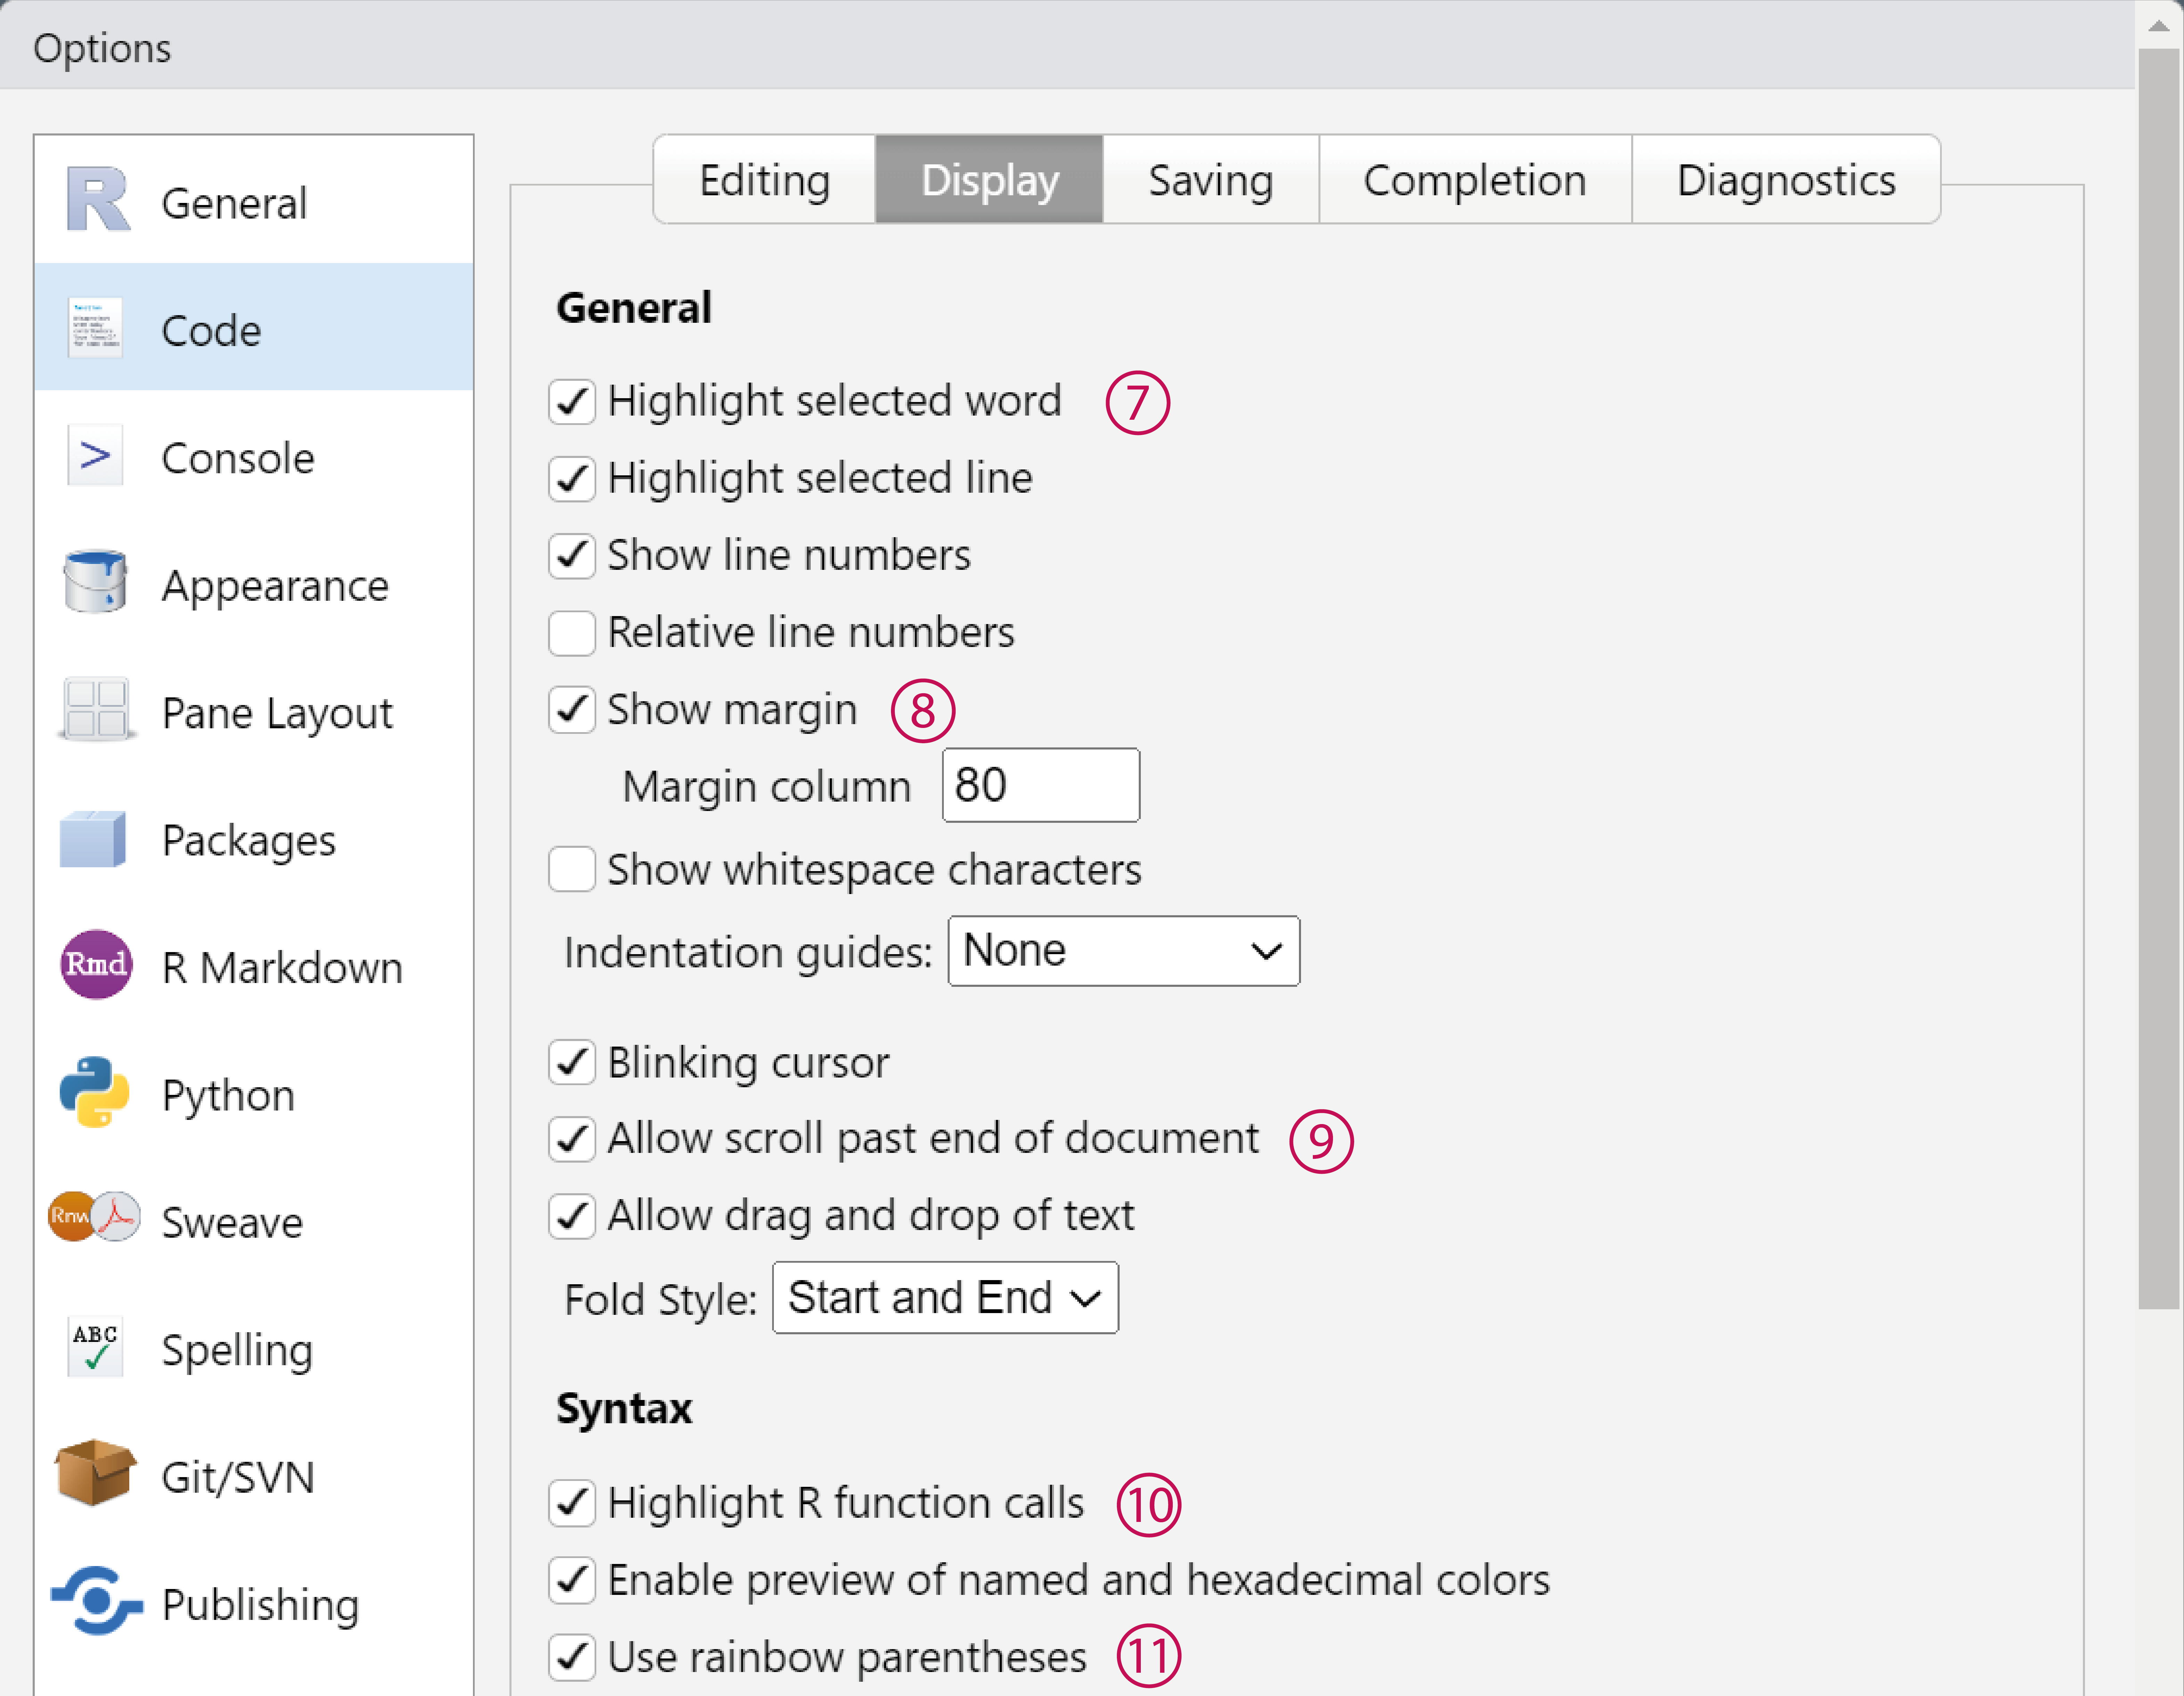 Options
General
Code
Console
Appearance
Pane Layout
Packages
Rmd R Markdown
Python
Rnw Sweave
ABC Spelling
Git/SVN
Publishing
Editing Display Saving Completion Diagnostics
General
Highlight selected word ⑦
Highlight selected line
Show line numbers
Relative line numbers
Show margin ⑧
Margin column 80
Show whitespace characters
Indentation guides: None
Blinking cursor
Allow scroll past end of document ⑨
Allow drag and drop of text
Fold Style: Start and End
Syntax
Highlight R function calls ⑩
Enable preview of named and hexadecimal colors
Use rainbow parentheses ⑪